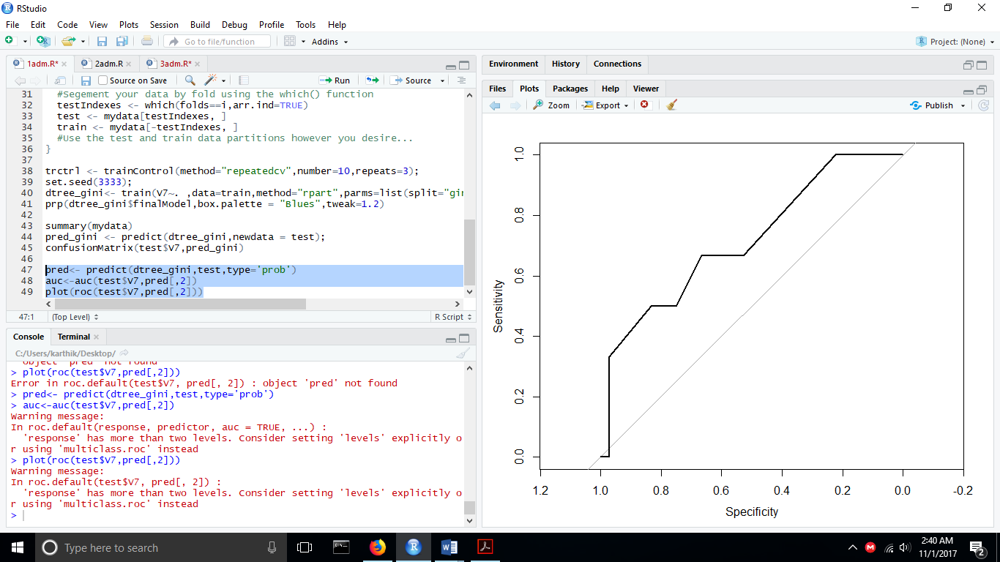 RStudio
File Edit Code View Plots Session Build Debug Profile Tools Help
Go to file/function
Addins
Project: (None)
1adm.R*
2adm.R
3adm.R*
Source on Save
Run
Source
31 #Segement your data by fold using the which() function
32 testIndexes <- which(folds==i,arr.ind=TRUE)
33 test <- mydata[testIndexes, ]
34 train <- mydata[-testIndexes, ]
35 #Use the test and train data partitions however you desire...
36 }
37
38 trctrl <- trainControl(method="repeatedcv",number=10,repeats=3);
39 set.seed(3333);
40 dtree_gini<- train(V7~. ,data=train,method="rpart",parms=list(split="gin
41 prp(dtree_gini$finalModel,box.palette = "Blues",tweak=1.2)
42
43 summary(mydata)
44 pred_gini <- predict(dtree_gini,newdata = test);
45 confusionMatrix(test$V7,pred_gini)
46
47 pred<- predict(dtree_gini,test,type='prob')
48 auc<-auc(test$V7,pred[,2])
49 plot(roc(test$V7,pred[,2]))
47:1
(Top Level)
R Script
Console
Terminal
C:/Users/karthik/Desktop/
object 'pred' not found
> plot(roc(test$V7,pred[,2]))
Error in roc.default(test$V7, pred[, 2]) : object 'pred' not found
> pred<- predict(dtree_gini,test,type='prob')
> auc<-auc(test$V7,pred[,2])
Warning message:
In roc.default(response, predictor, auc = TRUE, ...) :
'response' has more than two levels. Consider setting 'levels' explicitly o
r using 'multiclass.roc' instead
> plot(roc(test$V7,pred[,2]))
Warning message:
In roc.default(test$V7, pred[, 2]) :
'response' has more than two levels. Consider setting 'levels' explicitly o
r using 'multiclass.roc' instead
>
Environment
History
Connections
Files
Plots
Packages
Help
Viewer
Zoom
Export
Publish
Sensitivity
1.0
0.8
0.6
0.4
0.2
0.0
1.2 1.0 0.8 0.6 0.4 0.2 0.0 -0.2
Specificity
Type here to search
2:40 AM
11/1/2017
2